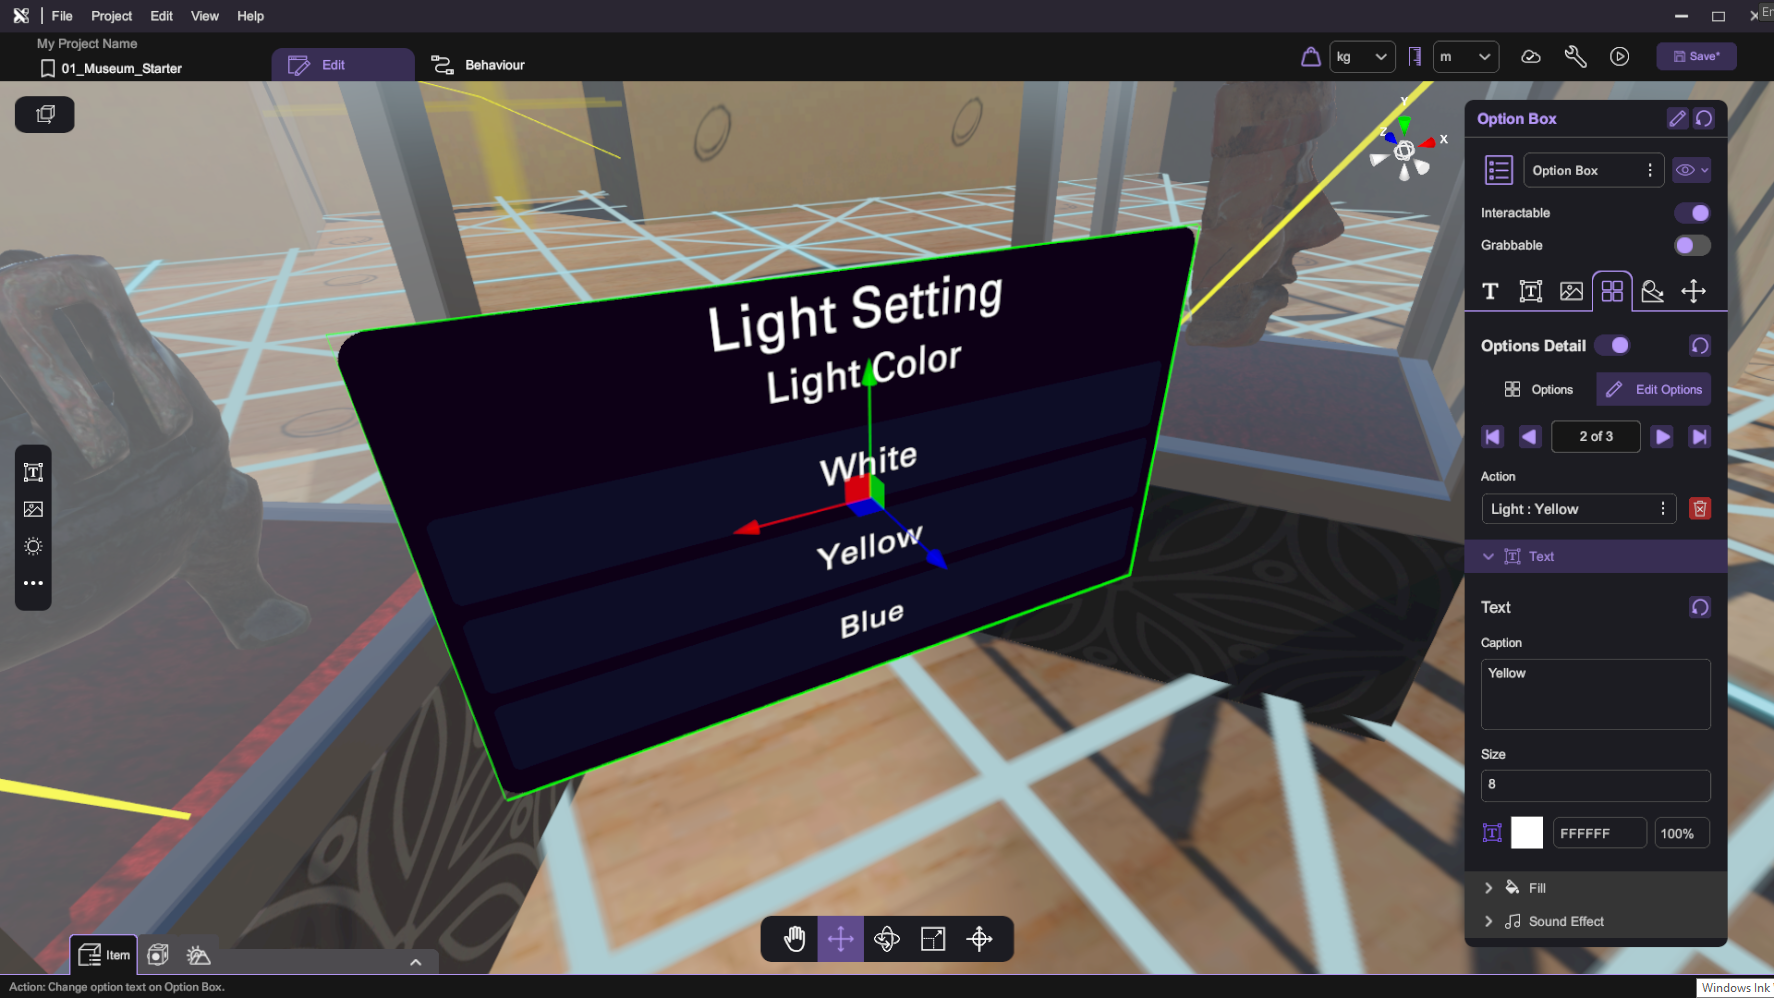 File Project Edit View Help
En
My Project Name
01_Museum_Starter
Edit
Behaviour
kg
m
Save*
Y
Z
X
Light Setting
Light Color
White
Yellow
Blue
Option Box
Option Box
Interactable
Grabbable
Options Detail
Options
Edit Options
2 of 3
Action
Light : Yellow
Text
Text
Caption
Yellow
Size
8
FFFFFF
100%
Fill
Sound Effect
Item
Action: Change option text on Option Box.
Windows Ink